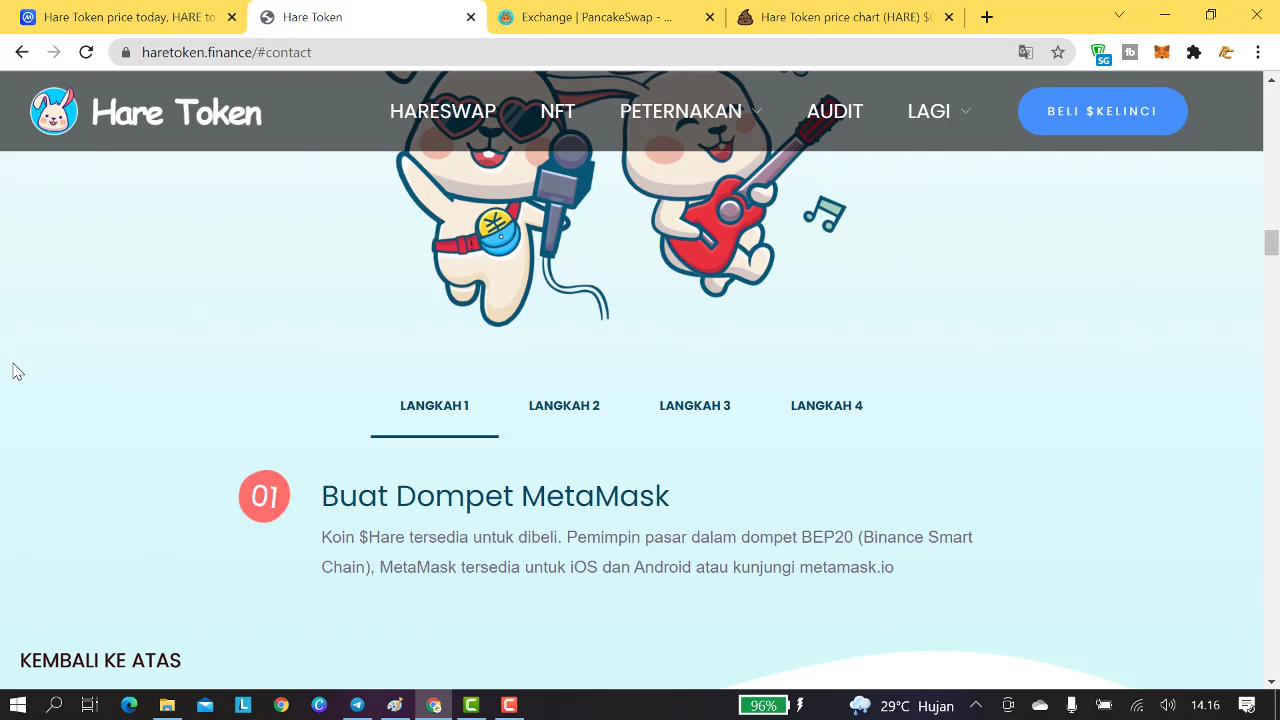 Hare Token price today, HARE to
Hare Token
Exchange | PancakeSwap - ...
Hare Token price chart (HARE) $0
haretoken.finance/#contact
SG
tb
Hare Token
HARESWAP
NFT
PETERNAKAN
AUDIT
LAGI
BELI $KELINCI
LANGKAH 1
LANGKAH 2
LANGKAH 3
LANGKAH 4
01
Buat Dompet MetaMask
Koin $Hare tersedia untuk dibeli. Pemimpin pasar dalam dompet BEP20 (Binance Smart
Chain), MetaMask tersedia untuk iOS dan Android atau kunjungi metamask.io
KEMBALI KE ATAS
96%
29°C Hujan
14.16